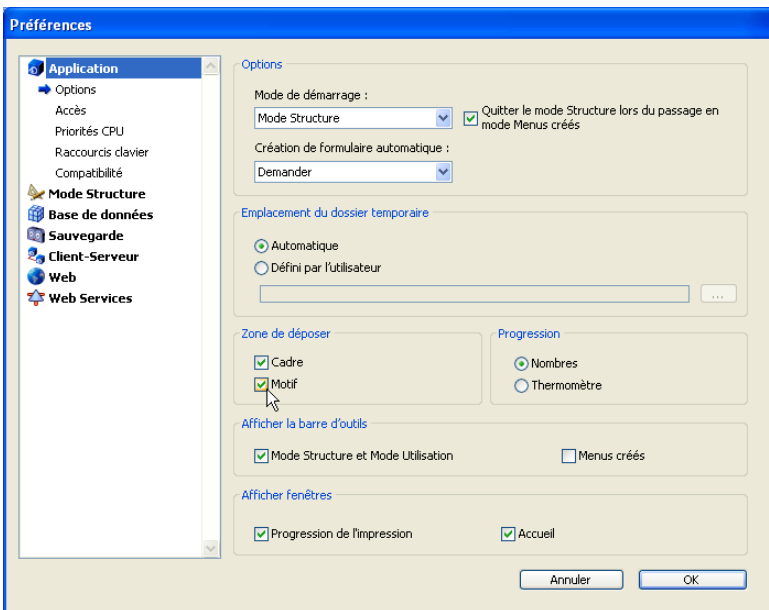 Préférences
Application
Options
Accès
Priorités CPU
Raccourcis clavier
Compatibilité
Mode Structure
Base de données
Sauvegarde
Client-Serveur
Web
Web Services
Options
Mode de démarrage :
Mode Structure
Quitter le mode Structure lors du passage en
mode Menus créés
Création de formulaire automatique :
Demander
Emplacement du dossier temporaire
Automatique
Défini par l'utilisateur
...
Zone de déposer
Cadre
Motif
Progression
Nombres
Thermomètre
Afficher la barre d'outils
Mode Structure et Mode Utilisation
Menus créés
Afficher fenêtres
Progression de l'impression
Accueil
Annuler
OK